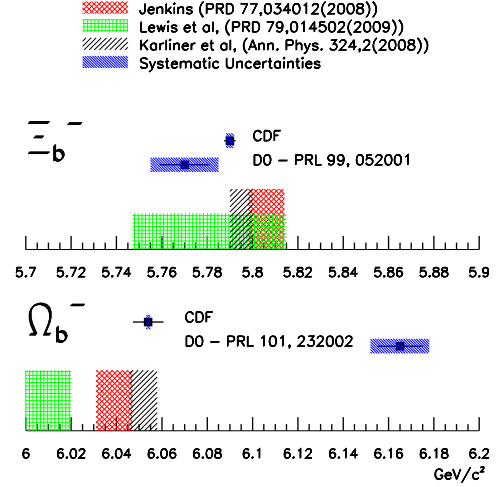 Jenkins (PRD 77,034012(2008))
Lewis et al, (PRD 79,014502(2009))
Karliner et al, (Ann. Phys. 324,2(2008))
Systematic Uncertainties
Ξb⁻
CDF
D0 – PRL 99, 052001
5.7 5.72 5.74 5.76 5.78 5.8 5.82 5.84 5.86 5.88 5.9
Ωb⁻
CDF
D0 – PRL 101, 232002
6 6.02 6.04 6.06 6.08 6.1 6.12 6.14 6.16 6.18 6.2
GeV/c²